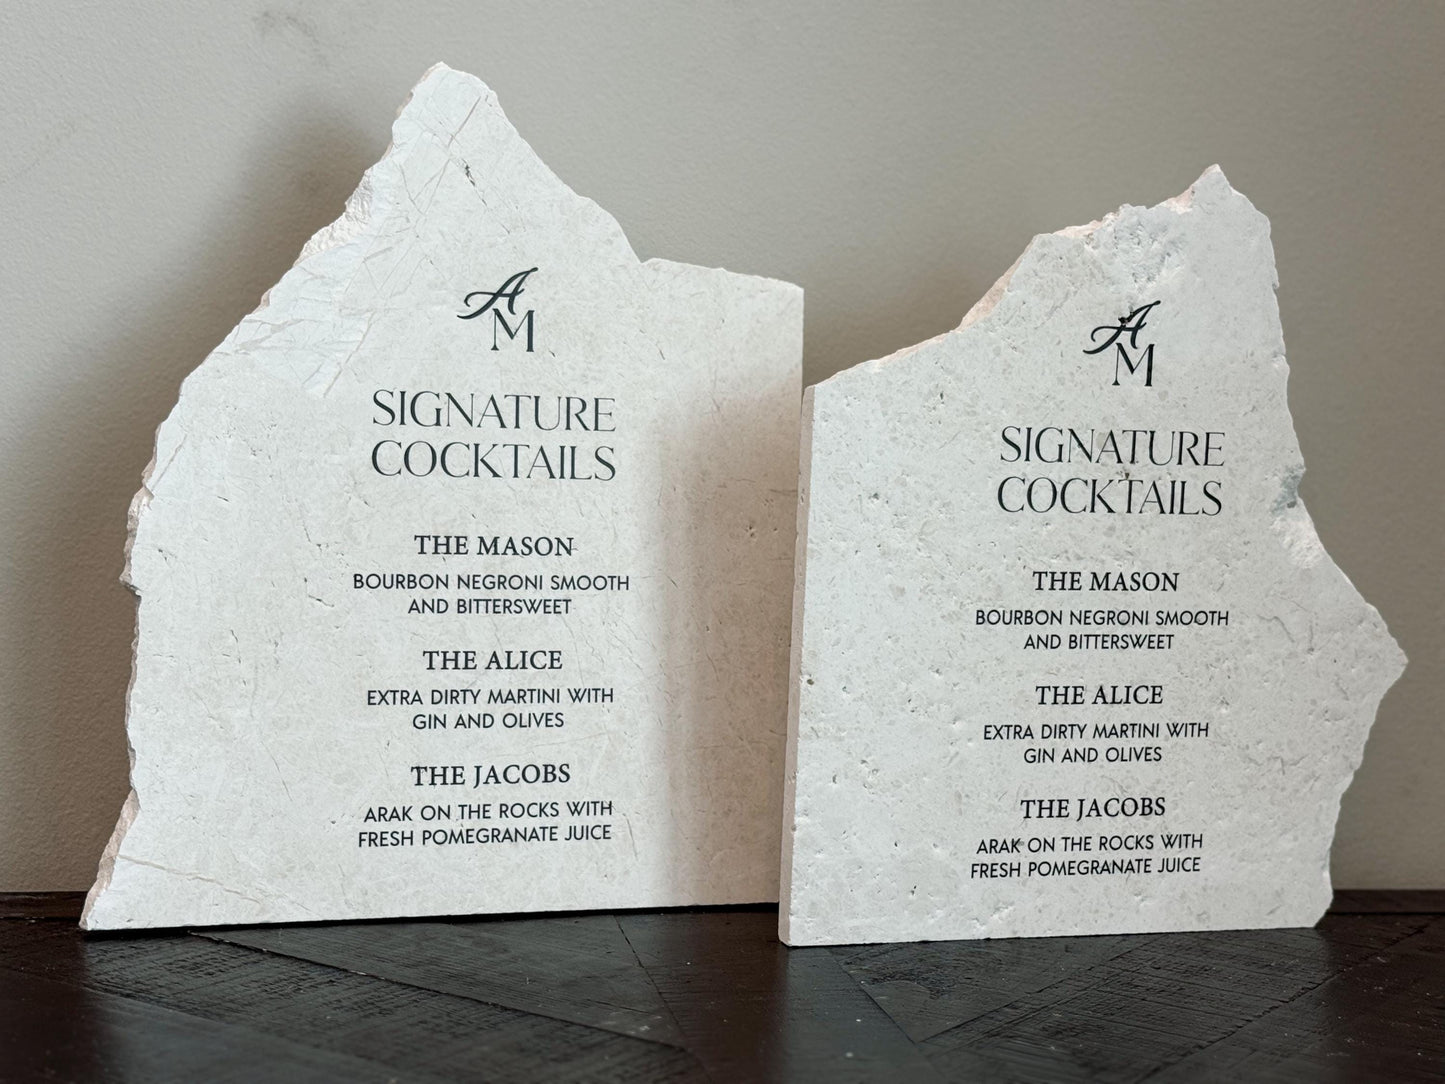 A
M
SIGNATURE
COCKTAILS
THE MASON
BOURBON NEGRONI SMOOTH
AND BITTERSWEET
THE ALICE
EXTRA DIRTY MARTINI WITH
GIN AND OLIVES
THE JACOBS
ARAK ON THE ROCKS WITH
FRESH POMEGRANATE JUICE
A
M
SIGNATURE
COCKTAILS
THE MASON
BOURBON NEGRONI SMOOTH
AND BITTERSWEET
THE ALICE
EXTRA DIRTY MARTINI WITH
GIN AND OLIVES
THE JACOBS
ARAK ON THE ROCKS WITH
FRESH POMEGRANATE JUICE